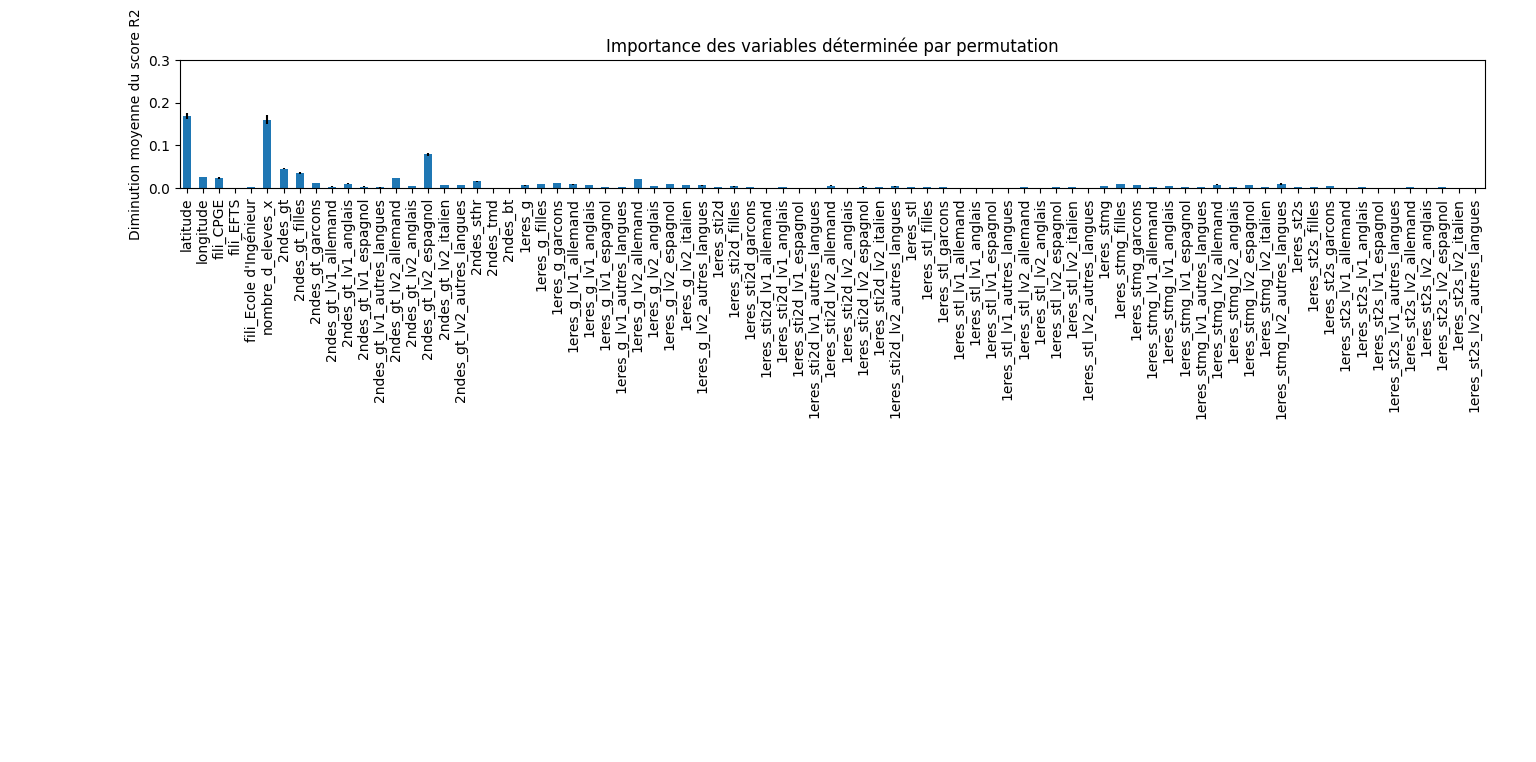 Importance des variables déterminée par permutation
Diminution moyenne du score R2
0.3
0.2
0.1
0.0
latitude
longitude
fili_CPGE
fili_EFTS
fili_Ecole d'Ingénieur
nombre_d_eleves_x
2ndes_gt
2ndes_gt_filles
2ndes_gt_garcons
2ndes_gt_lv1_allemand
2ndes_gt_lv1_anglais
2ndes_gt_lv1_espagnol
2ndes_gt_lv1_autres_langues
2ndes_gt_lv2_allemand
2ndes_gt_lv2_anglais
2ndes_gt_lv2_espagnol
2ndes_gt_lv2_italien
2ndes_gt_lv2_autres_langues
2ndes_sthr
2ndes_tmd
2ndes_bt
1eres_g
1eres_g_filles
1eres_g_garcons
1eres_g_lv1_allemand
1eres_g_lv1_anglais
1eres_g_lv1_espagnol
1eres_g_lv1_autres_langues
1eres_g_lv2_allemand
1eres_g_lv2_anglais
1eres_g_lv2_espagnol
1eres_g_lv2_italien
1eres_g_lv2_autres_langues
1eres_sti2d
1eres_sti2d_filles
1eres_sti2d_garcons
1eres_sti2d_lv1_allemand
1eres_sti2d_lv1_anglais
1eres_sti2d_lv1_espagnol
1eres_sti2d_lv1_autres_langues
1eres_sti2d_lv2_allemand
1eres_sti2d_lv2_anglais
1eres_sti2d_lv2_espagnol
1eres_sti2d_lv2_italien
1eres_sti2d_lv2_autres_langues
1eres_stl
1eres_stl_filles
1eres_stl_garcons
1eres_stl_lv1_allemand
1eres_stl_lv1_anglais
1eres_stl_lv1_espagnol
1eres_stl_lv1_autres_langues
1eres_stl_lv2_allemand
1eres_stl_lv2_anglais
1eres_stl_lv2_espagnol
1eres_stl_lv2_italien
1eres_stl_lv2_autres_langues
1eres_stmg
1eres_stmg_filles
1eres_stmg_garcons
1eres_stmg_lv1_allemand
1eres_stmg_lv1_anglais
1eres_stmg_lv1_espagnol
1eres_stmg_lv1_autres_langues
1eres_stmg_lv2_allemand
1eres_stmg_lv2_anglais
1eres_stmg_lv2_espagnol
1eres_stmg_lv2_italien
1eres_stmg_lv2_autres_langues
1eres_st2s
1eres_st2s_filles
1eres_st2s_garcons
1eres_st2s_lv1_allemand
1eres_st2s_lv1_anglais
1eres_st2s_lv1_espagnol
1eres_st2s_lv1_autres_langues
1eres_st2s_lv2_allemand
1eres_st2s_lv2_anglais
1eres_st2s_lv2_espagnol
1eres_st2s_lv2_italien
1eres_st2s_lv2_autres_langues